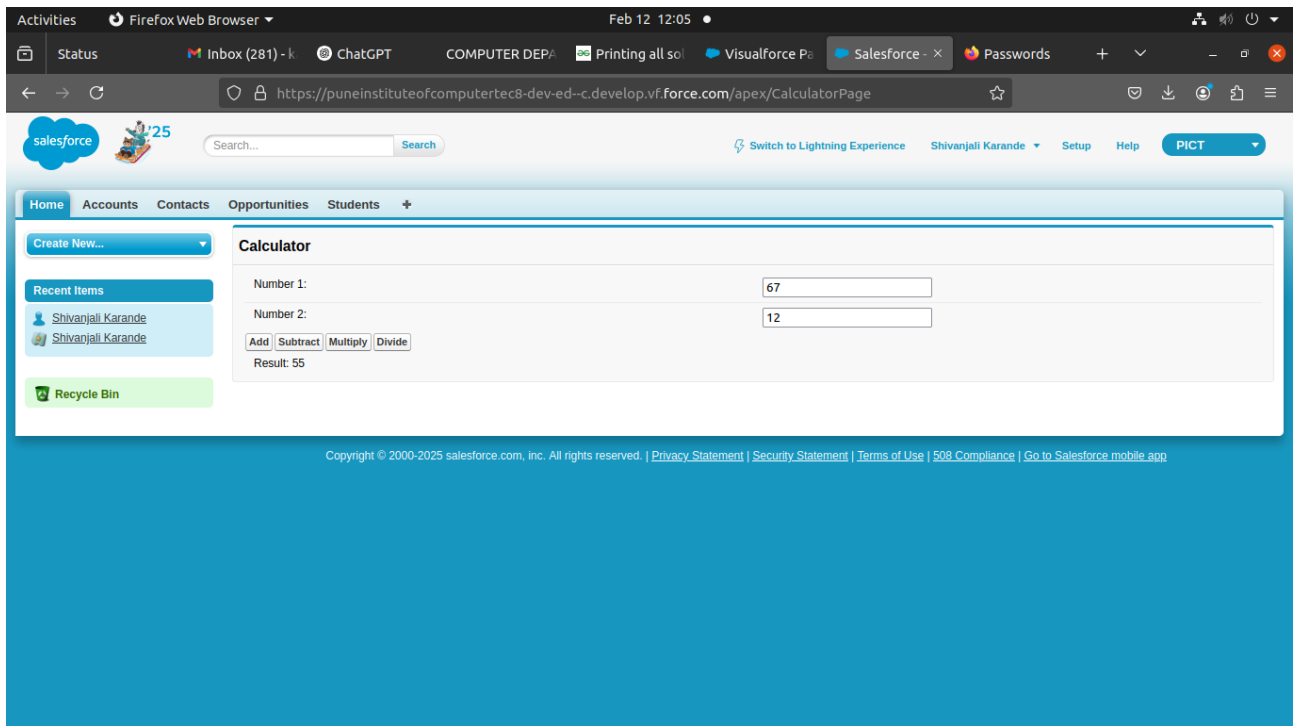 Activities Firefox Web Browser Feb 12 12:05
Status Inbox (281) - k ChatGPT COMPUTER DEPA Printing all sol Visualforce Pa Salesforce - Passwords
https://puneinstituteofcomputertec8-dev-ed--c.develop.vf.force.com/apex/CalculatorPage
salesforce '25 Search... Search Switch to Lightning Experience Shivanjali Karande Setup Help PICT
Home Accounts Contacts Opportunities Students +
Create New...
Calculator
Number 1: 67
Recent Items
Shivanjali Karande
Number 2: 12
Shivanjali Karande
Add Subtract Multiply Divide
Result: 55
Recycle Bin
Copyright © 2000-2025 salesforce.com, inc. All rights reserved. | Privacy Statement | Security Statement | Terms of Use | 508 Compliance | Go to Salesforce mobile app